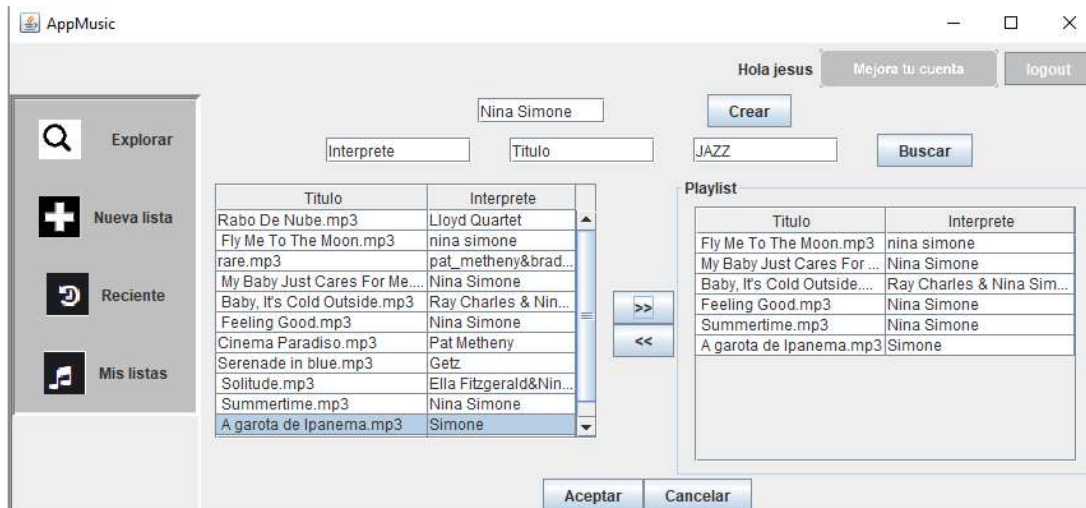 AppMusic
Hola jesus Mejora tu cuenta logout
Nina Simone Crear
Explorar
Interprete Titulo JAZZ Buscar
Nueva lista
Reciente
Mis listas
Titulo Interprete
Rabo De Nube.mp3 Lloyd Quartet
Fly Me To The Moon.mp3 nina simone
rare.mp3 pat_metheny&brad...
My Baby Just Cares For Me.... Nina Simone
Baby, It's Cold Outside.mp3 Ray Charles & Nin...
Feeling Good.mp3 Nina Simone
Cinema Paradiso.mp3 Pat Metheny
Serenade in blue.mp3 Getz
Solitude.mp3 Ella Fitzgerald&Nin...
Summertime.mp3 Nina Simone
A garota de Ipanema.mp3 Simone
>>
<<
Playlist
Titulo Interprete
Fly Me To The Moon.mp3 nina simone
My Baby Just Cares For ... Nina Simone
Baby, It's Cold Outside.... Ray Charles & Nina Sim...
Feeling Good.mp3 Nina Simone
Summertime.mp3 Nina Simone
A garota de Ipanema.mp3 Simone
Aceptar Cancelar